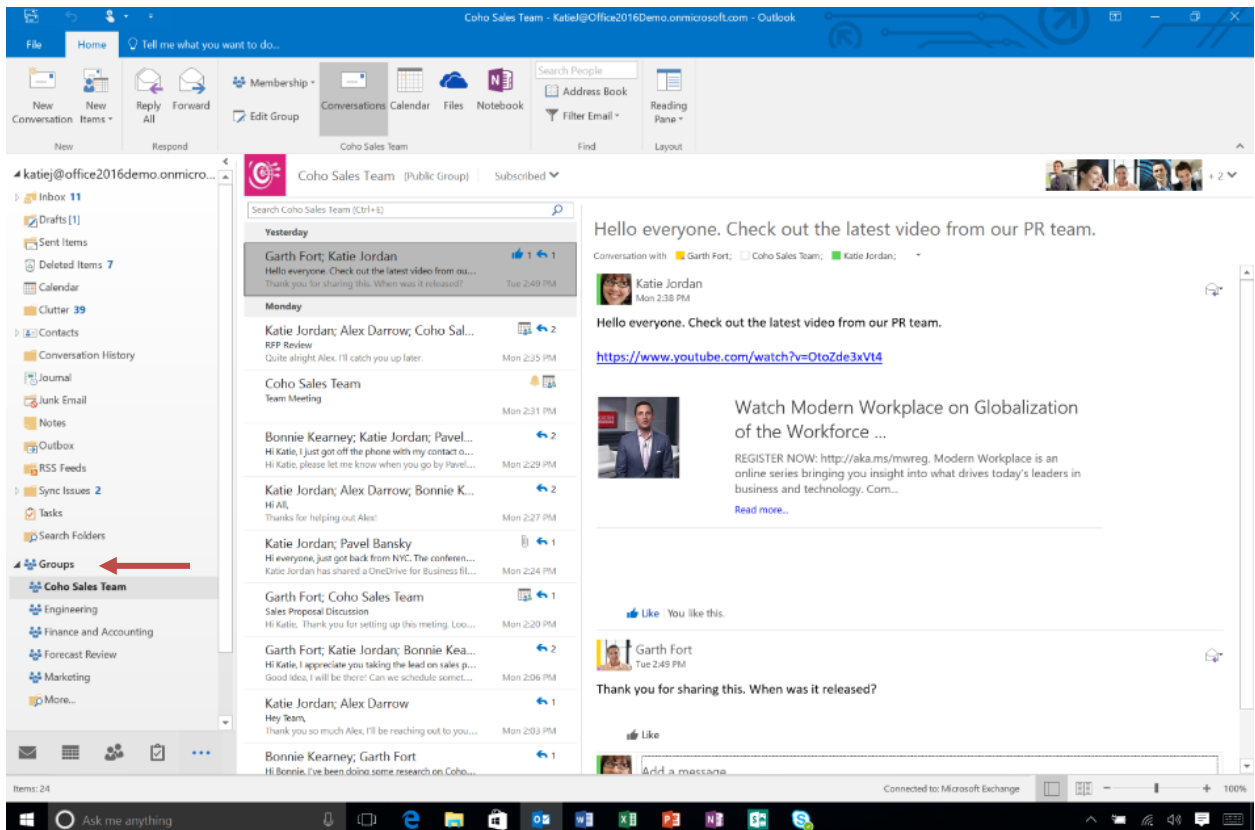 Coho Sales Team - KatieJ@Office2016Demo.onmicrosoft.com - Outlook
File Home Tell me what you want to do...
New Conversation
New Items
Reply All
Forward
Membership
Edit Group
Conversations
Calendar
Files
Notebook
Search People
Address Book
Filter Email
Reading Pane
New
Respond
Coho Sales Team
Find
Layout
katiej@office2016demo.onmicro...
Inbox 11
Drafts [1]
Sent Items
Deleted Items 7
Calendar
Clutter 39
Contacts
Conversation History
Journal
Junk Email
Notes
Outbox
RSS Feeds
Sync Issues 2
Tasks
Search Folders
Groups
Coho Sales Team
Engineering
Finance and Accounting
Forecast Review
Marketing
More...
Coho Sales Team (Public Group) Subscribed
+ 2
Search Coho Sales Team (Ctrl+E)
Yesterday
Garth Fort; Katie Jordan 1 1
Hello everyone. Check out the latest video from ou...
Thank you for sharing this. When was it released? Tue 2:49 PM
Monday
Katie Jordan; Alex Darrow; Coho Sal... 2
RFP Review
Quite alright Alex. I'll catch you up later. Mon 2:35 PM
Coho Sales Team
Team Meeting
Mon 2:31 PM
Bonnie Kearney; Katie Jordan; Pavel... 2
Hi Katie, I just got off the phone with my contact o...
Hi Katie, please let me know when you go by Pavel... Mon 2:29 PM
Katie Jordan; Alex Darrow; Bonnie K... 2
Hi All,
Thanks for helping out Alex! Mon 2:27 PM
Katie Jordan; Pavel Bansky 1
Hi everyone, just got back from NYC. The conferen...
Katie Jordan has shared a OneDrive for Business fil... Mon 2:24 PM
Garth Fort; Coho Sales Team 1
Sales Proposal Discussion
Hi Katie, Thank you for setting up this meting. Loo... Mon 2:20 PM
Garth Fort; Katie Jordan; Bonnie Kea... 2
Hi Katie, I appreciate you taking the lead on sales p...
Good Idea, I will be there! Can we schedule somet... Mon 2:06 PM
Katie Jordan; Alex Darrow 1
Hey Team,
Thank you so much Alex, I'll be reaching out to you... Mon 2:03 PM
Bonnie Kearney; Garth Fort 1
Hi Bonnie, I've been doing some research on Coho...
Hello everyone. Check out the latest video from our PR team.
Conversation with Garth Fort; Coho Sales Team; Katie Jordan;
Katie Jordan
Mon 2:38 PM
Hello everyone. Check out the latest video from our PR team.
https://www.youtube.com/watch?v=OtoZde3xVt4
Watch Modern Workplace on Globalization
of the Workforce ...
REGISTER NOW: http://aka.ms/mwreg. Modern Workplace is an
online series bringing you insight into what drives today's leaders in
business and technology. Com...
Read more...
Like You like this.
Garth Fort
Tue 2:49 PM
Thank you for sharing this. When was it released?
Like
Add a message
Items: 24
Connected to: Microsoft Exchange
100%
Ask me anything